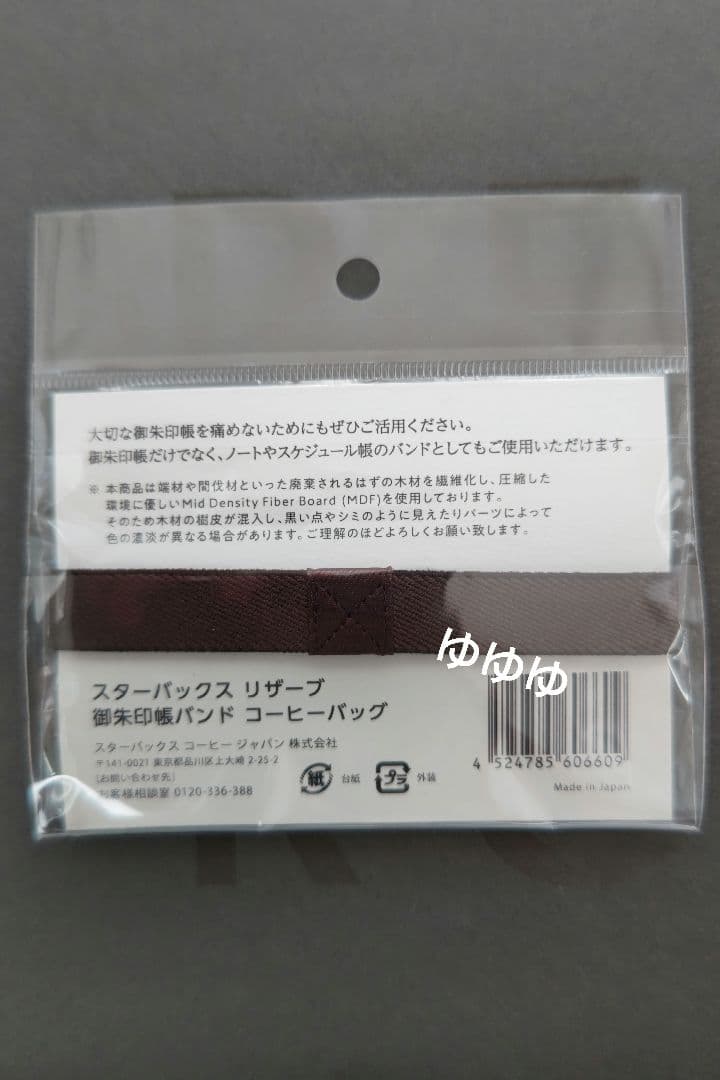 大切な御朱印帳を痛めないためにもぜひご活用ください。
御朱印帳だけでなく、ノートやスケジュール帳のバンドとしてもご使用いただけます。
※ 本商品は端材や間伐材といった廃棄されるはずの木材を繊維化し、圧縮した
環境に優しいMid Density Fiber Board (MDF)を使用しております。
そのため木材の樹皮が混入し、黒い点やシミのように見えたりパーツによって
色の濃淡が異なる場合があります。ご理解のほどよろしくお願い致します。
ゆゆゆ
スターバックス リザーブ
御朱印帳バンド コーヒーバッグ
スターバックス コーヒー ジャパン 株式会社
〒141-0021 東京都品川区上大崎 2-25-2
[お問い合わせ先]
お客様相談室 0120-336-388
紙 台紙 プラ 外装
4 524785 606609
Made in Japan